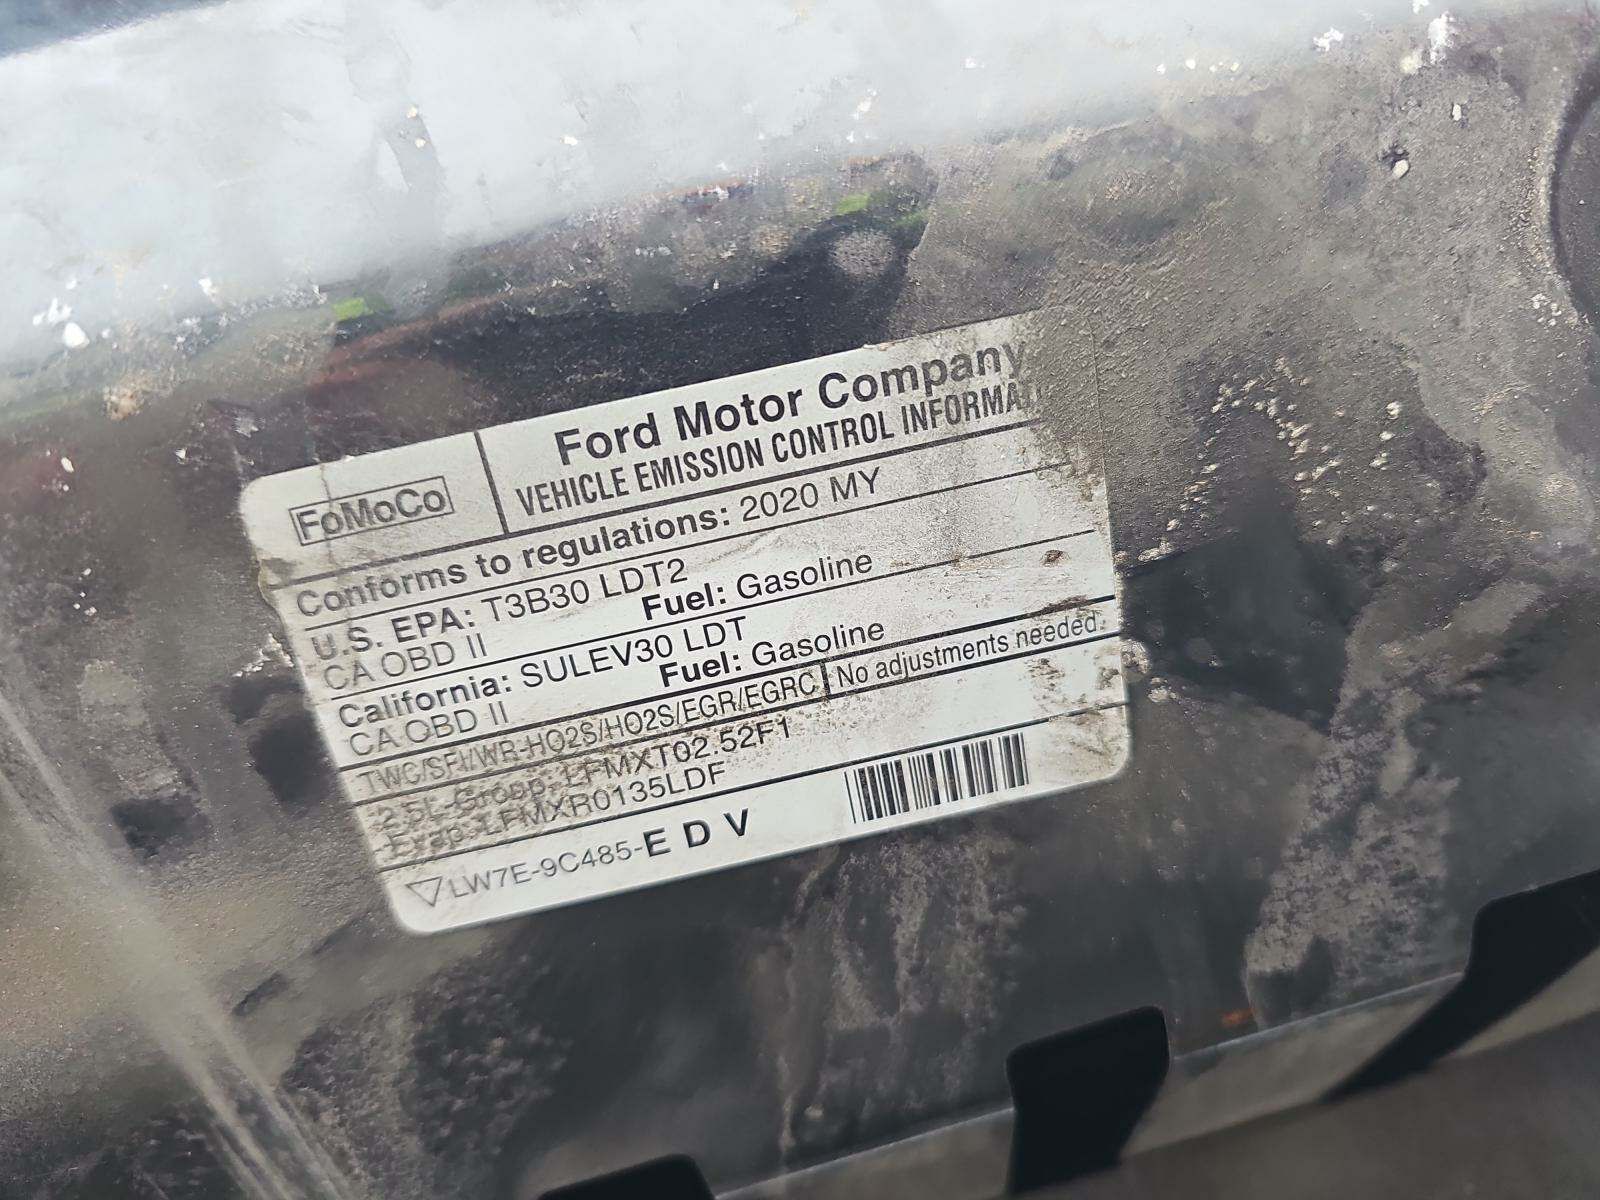 FoMoCo
Ford Motor Company
VEHICLE EMISSION CONTROL INFORMAT
Conforms to regulations: 2020 MY
U.S. EPA: T3B30 LDT2
CA OBD II Fuel: Gasoline
California: SULEV30 LDT
CA OBD II Fuel: Gasoline
TWC/SFI/WR-HO2S/HO2S/EGR/EGRC No adjustments needed.
2.5L-Group: LFMXT02.52F1
Evap: LFMXR0135LDF
LW7E-9C485-E D V